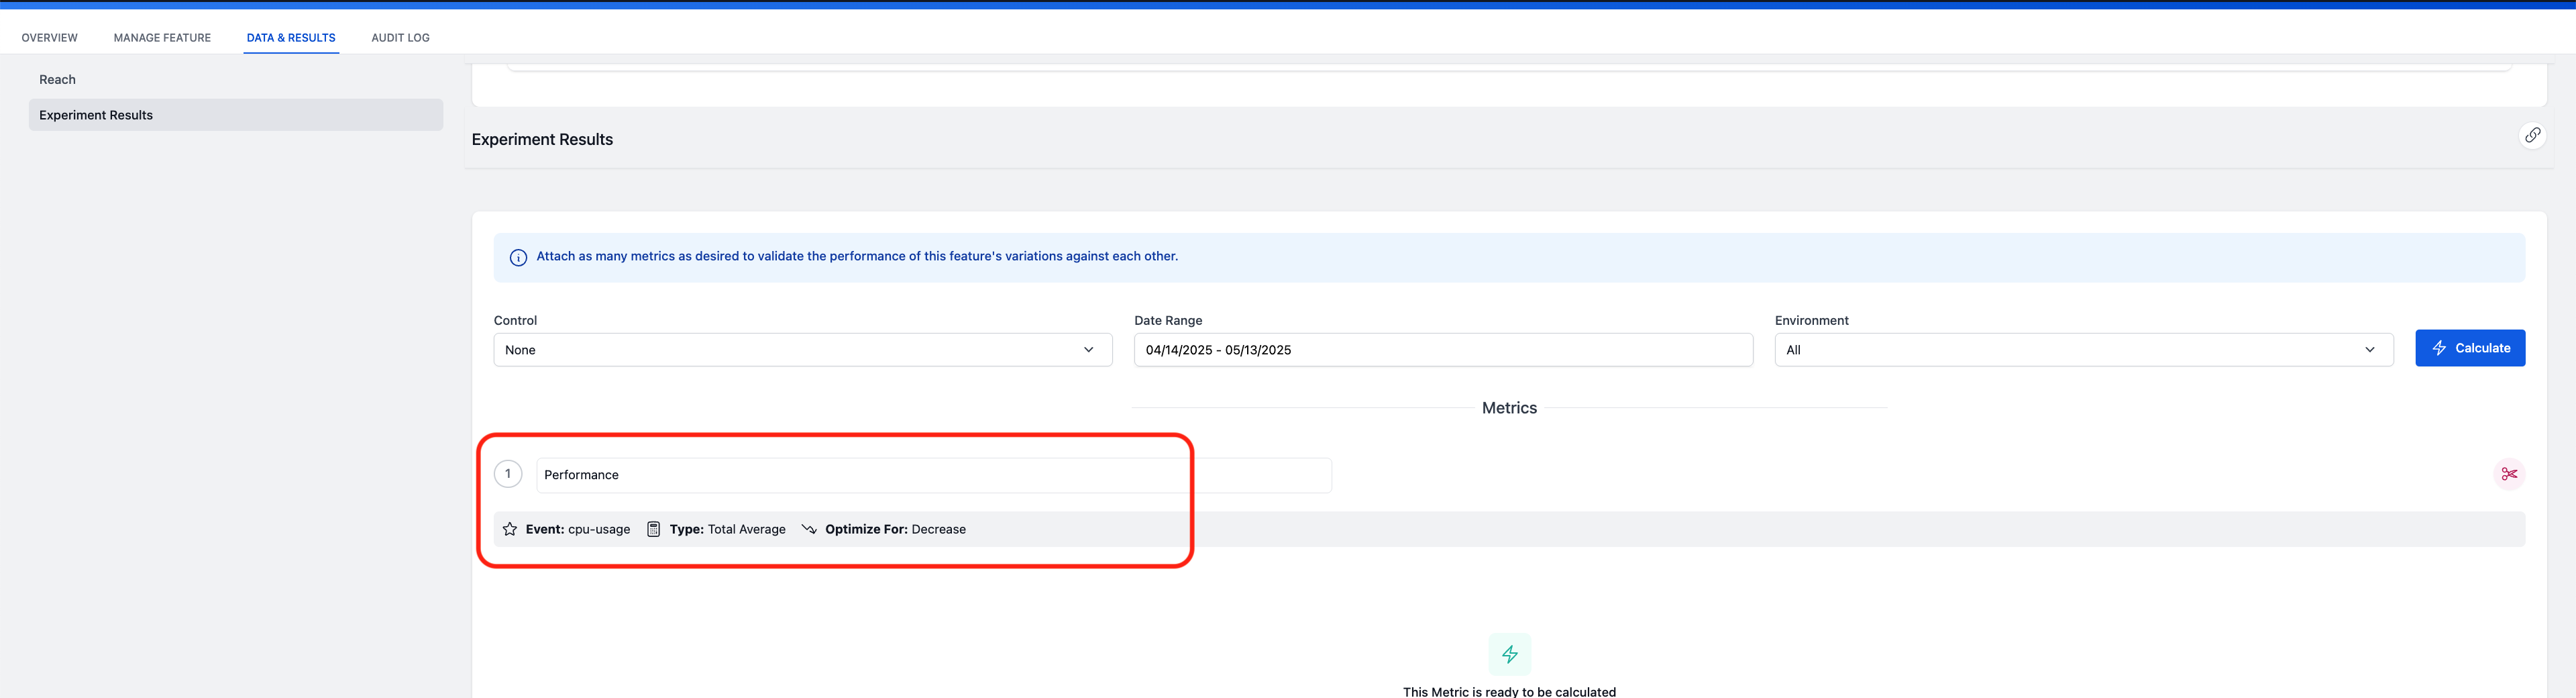 OVERVIEW MANAGE FEATURE DATA & RESULTS AUDIT LOG
Reach
Experiment Results
Experiment Results
Attach as many metrics as desired to validate the performance of this feature's variations against each other.
Control Date Range Environment
None 04/14/2025 - 05/13/2025 All Calculate
Metrics
1 Performance
Event: cpu-usage Type: Total Average Optimize For: Decrease
This Metric is ready to be calculated